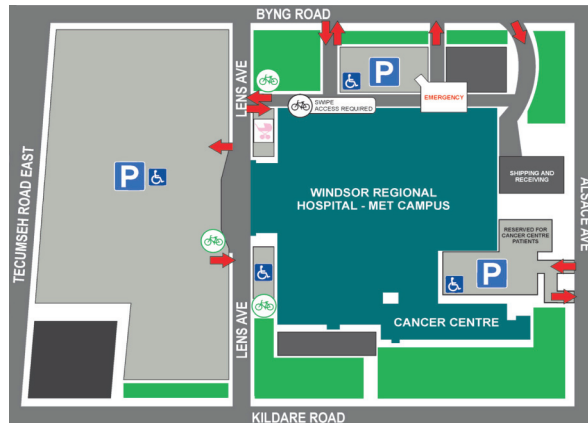 BYNG ROAD
LENS AVE
P
SWIPE
ACCESS REQUIRED
EMERGENCY
TECUMSEH ROAD EAST
P
WINDSOR REGIONAL
HOSPITAL - MET CAMPUS
SHIPPING AND
RECEIVING
ALSACE AVE
RESERVED FOR
CANCER CENTRE
PATIENTS
P
LENS AVE
CANCER CENTRE
KILDARE ROAD